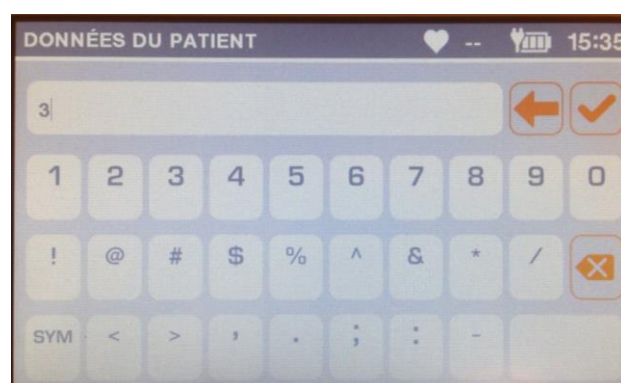 DONNÉES DU PATIENT -- 15:35
3
1 2 3 4 5 6 7 8 9 0
! @ # $ % ^ & * /
SYM < > , . ; : -